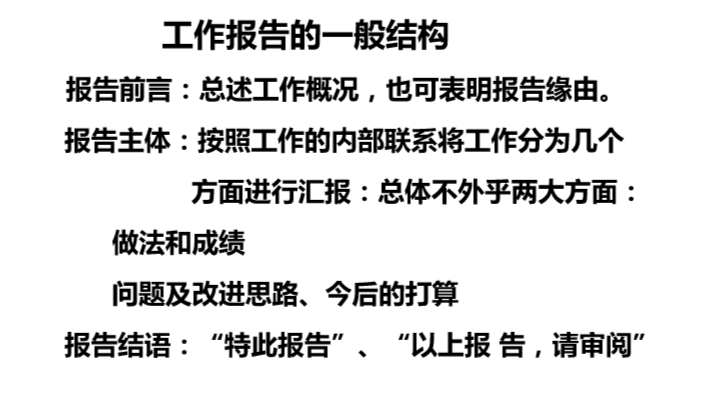 工作报告的一般结构
报告前言：总述工作概况，也可表明报告缘由。
报告主体：按照工作的内部联系将工作分为几个
方面进行汇报：总体不外乎两大方面：
做法和成绩
问题及改进思路、今后的打算
报告结语：“特此报告”、“以上报 告，请审阅”